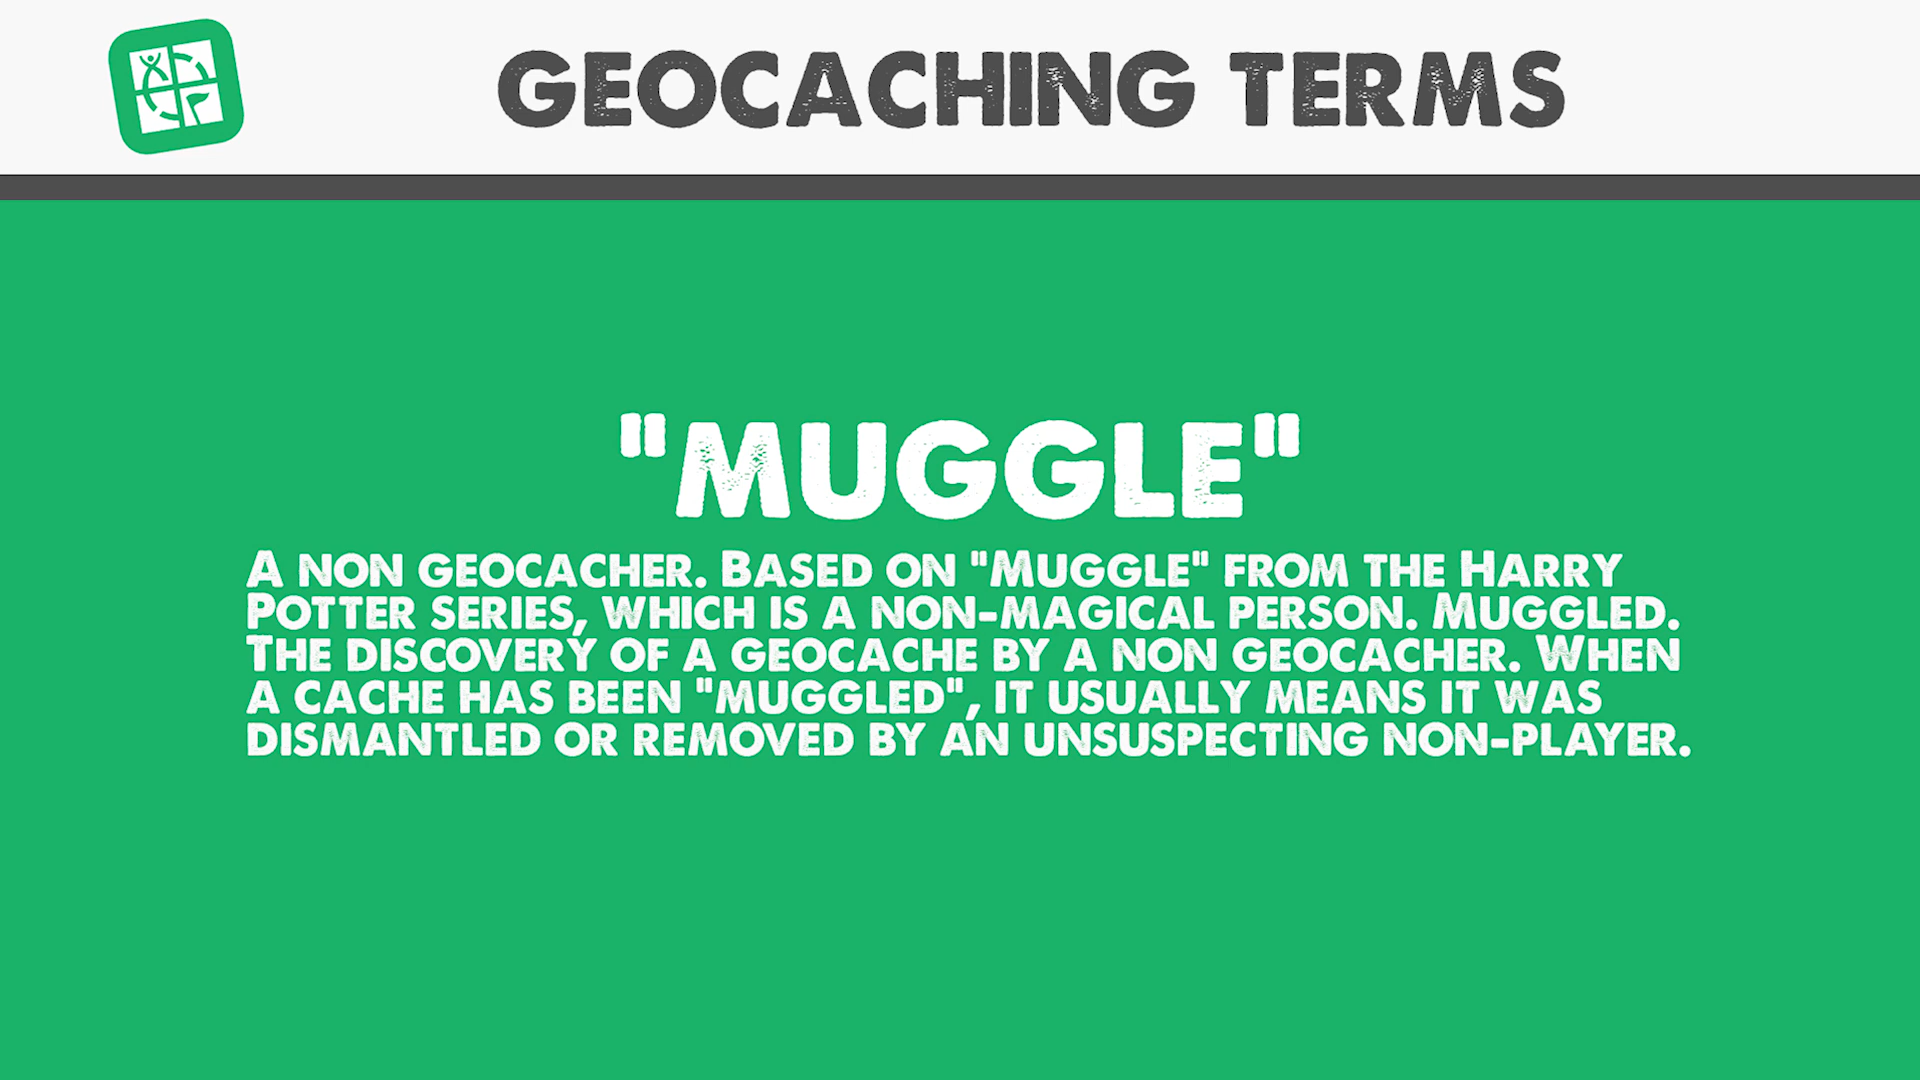 GEOCACHING TERMS
"MUGGLE"
A NON GEOCACHER. BASED ON "MUGGLE" FROM THE HARRY
POTTER SERIES, WHICH IS A NON-MAGICAL PERSON. MUGGLED.
THE DISCOVERY OF A GEOCACHE BY A NON GEOCACHER. WHEN
A CACHE HAS BEEN "MUGGLED", IT USUALLY MEANS IT WAS
DISMANTLED OR REMOVED BY AN UNSUSPECTING NON-PLAYER.